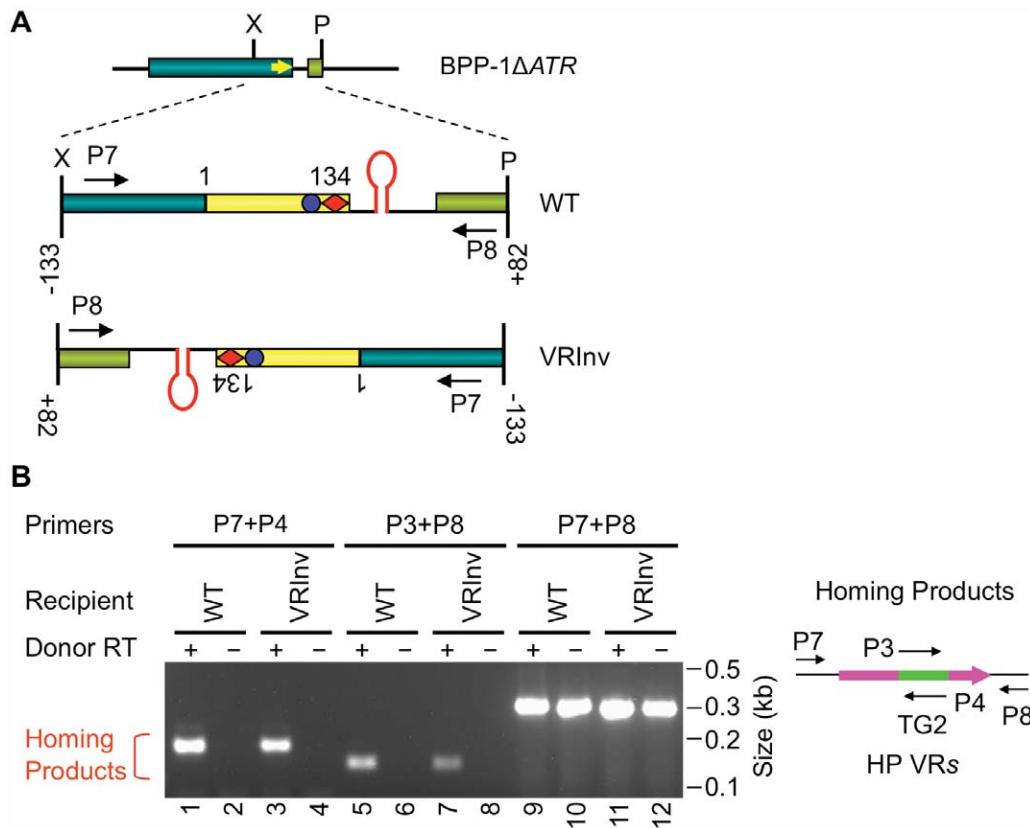 A
X P
BPP-1ΔATR
X P7 1 134 P
WT
P8
-133 +82
P8
VRInv
134 1
P7
+82 -133
B
Primers P7+P4 P3+P8 P7+P8
Recipient WT VRInv WT VRInv WT VRInv
Donor RT + – + – + – + – + – + –
Homing Products
0.5
0.3
0.2
0.1
Size (kb)
1 2 3 4 5 6 7 8 9 10 11 12
Homing Products
P7 P3
P4 P8
TG2
HP VRs